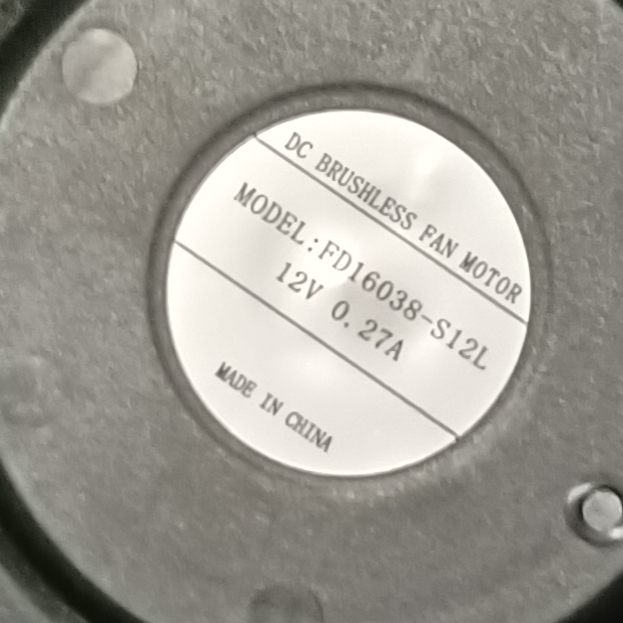 DC BRUSHLESS FAN MOTOR
MODEL:FD16038-S12L
12V 0.27A
MADE IN CHINA